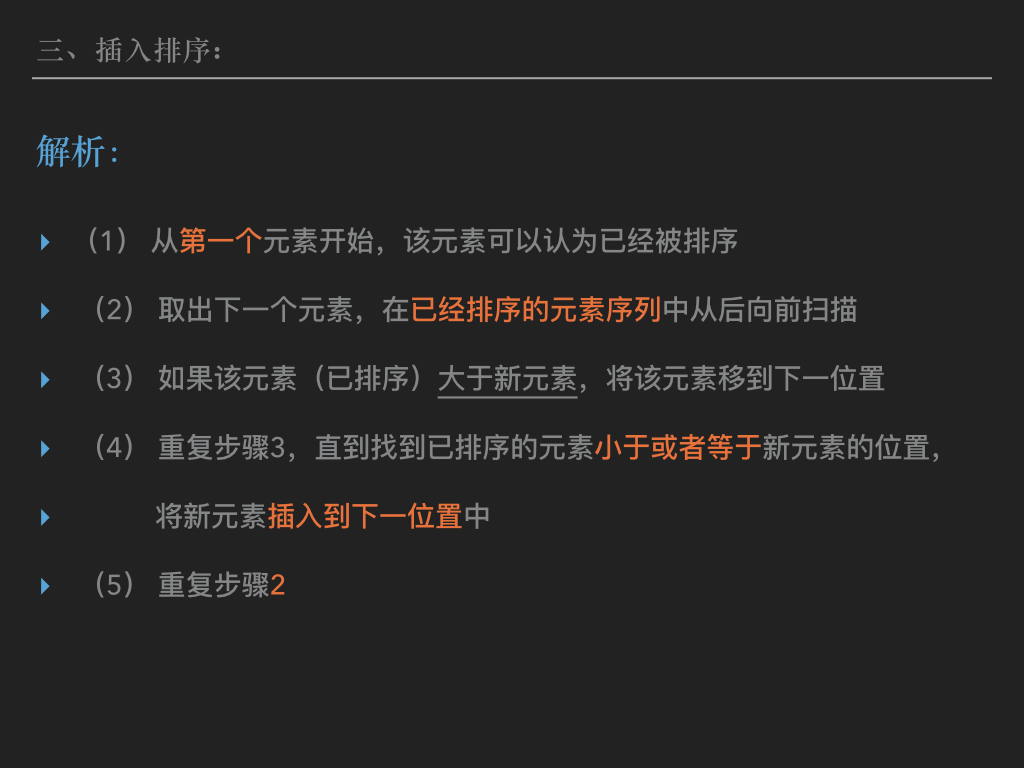 三、插入排序：
解析：
（1） 从第一个元素开始，该元素可以认为已经被排序
（2） 取出下一个元素，在已经排序的元素序列中从后向前扫描
（3） 如果该元素（已排序）大于新元素，将该元素移到下一位置
（4） 重复步骤3，直到找到已排序的元素小于或者等于新元素的位置，
将新元素插入到下一位置中
（5） 重复步骤2